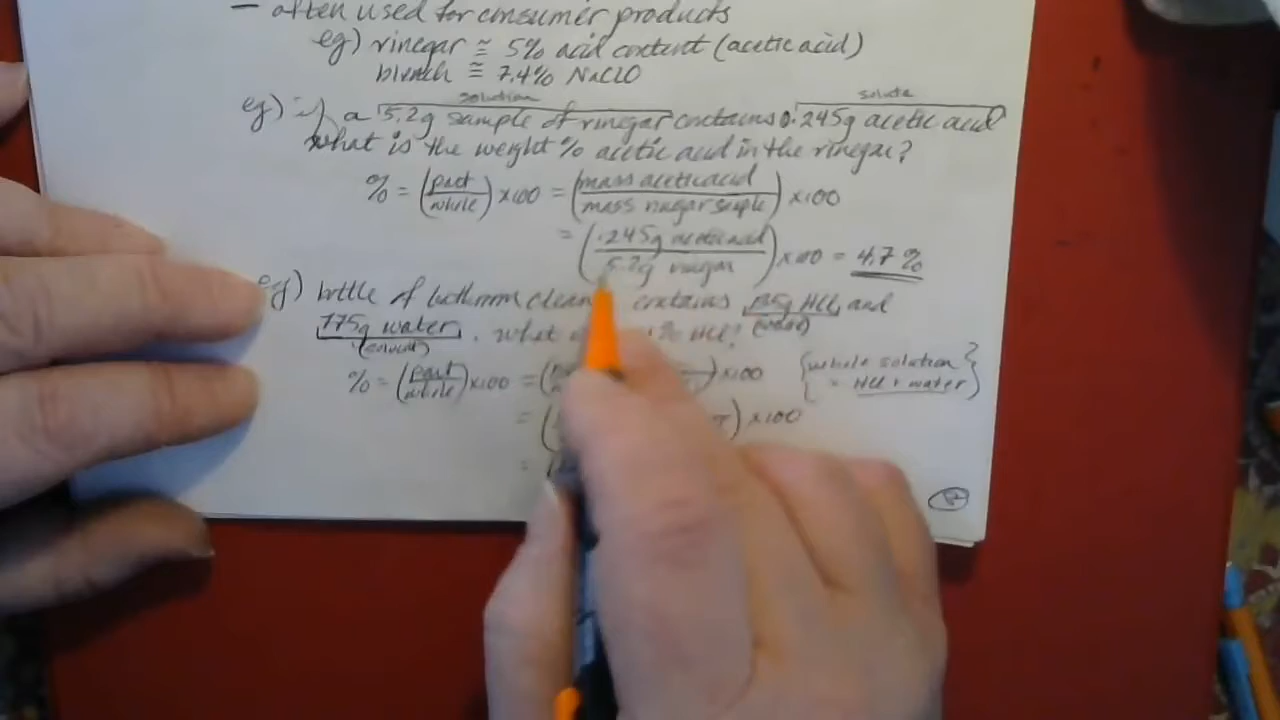 - often used for consumer products
eg) vinegar ≅ 5% acid content (acetic acid)
bleach ≅ 7.4% NaClO
solution solute
eg) if a 5.2g sample of vinegar contains 0.245g acetic acid
what is the weight % acetic acid in the vinegar?
% = (part/whole) x100 = (mass acetic acid/mass vinegar sample) x100
= (.245g acetic acid/5.2g vinegar) x100 = 4.7%
eg) bottle of bathroom contains HCl, and
775g water. what % HCl?
(solvent) (solute)
% = (part/whole) x100 = ( ) x100 {whole solution
= HCl + water}
= ( ) x100
= (